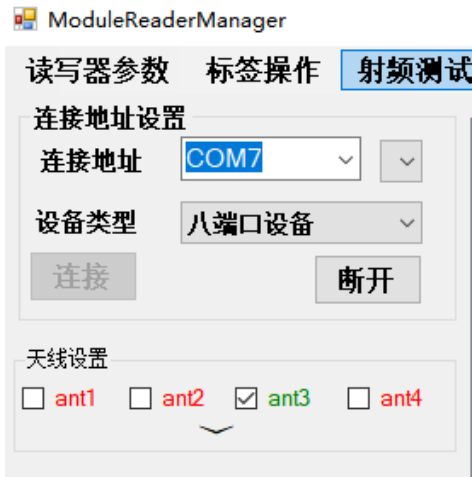 ModuleReaderManager
读写器参数 标签操作 射频测试
连接地址设置
连接地址 COM7
设备类型 八端口设备
连接 断开
天线设置
ant1 ant2 ant3 ant4